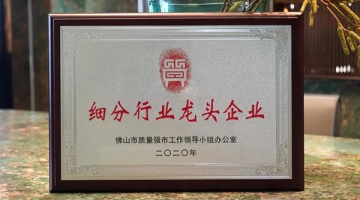 细分行业龙头企业
佛山市质量强市工作领导小组办公室
二〇二〇年